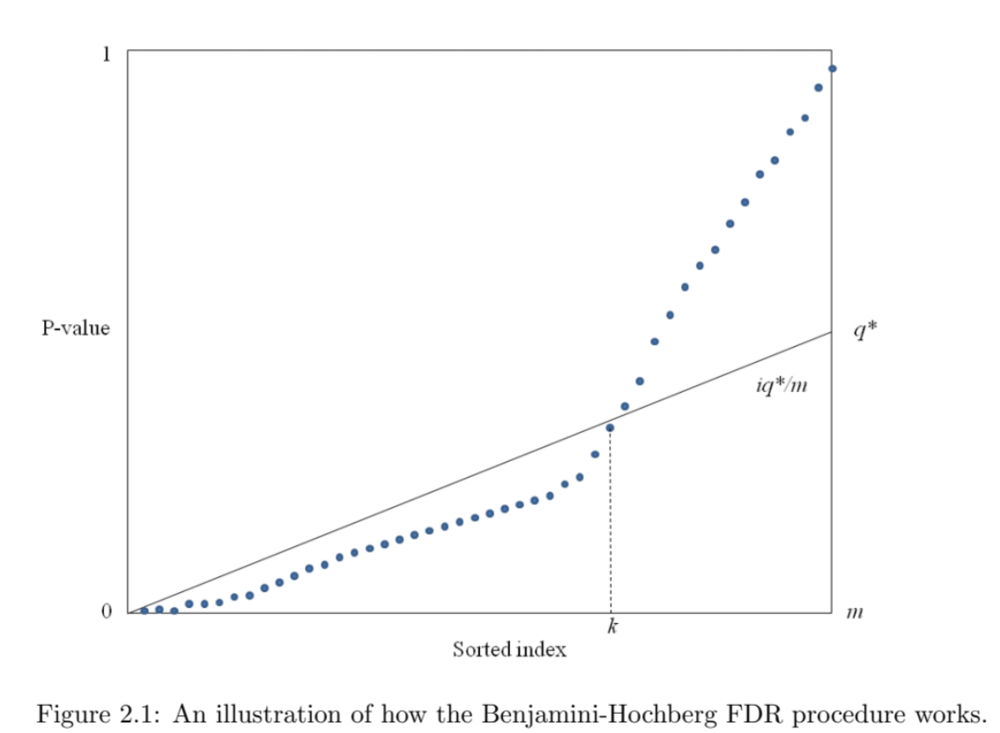 1
P-value
q*
iq*/m
0
m
k
Sorted index
Figure 2.1: An illustration of how the Benjamini-Hochberg FDR procedure works.